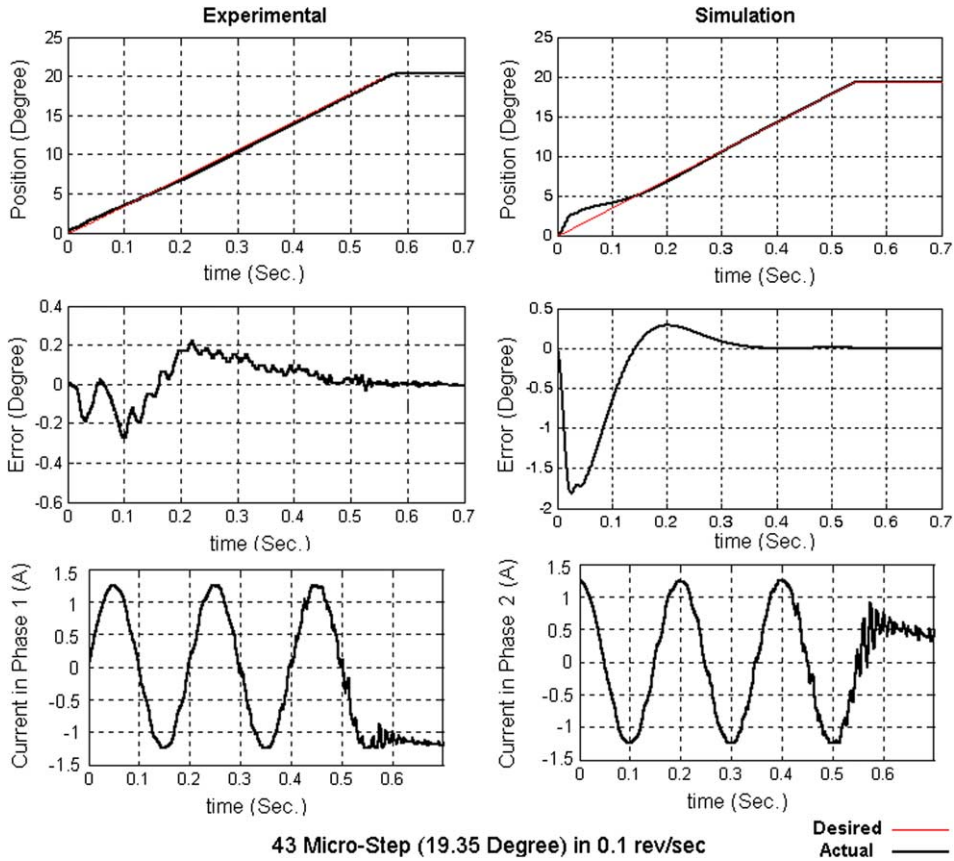 Experimental
Simulation
25
20
15
10
5
0
Position (Degree)
0 0.1 0.2 0.3 0.4 0.5 0.6 0.7
time (Sec.)
25
20
15
10
5
0
Position (Degree)
0 0.1 0.2 0.3 0.4 0.5 0.6 0.7
time (Sec.)
0.4
0.2
0
-0.2
-0.4
-0.6
Error (Degree)
0 0.1 0.2 0.3 0.4 0.5 0.6 0.7
time (Sec.)
0.5
0
-0.5
-1
-1.5
-2
Error (Degree)
0 0.1 0.2 0.3 0.4 0.5 0.6 0.7
time (Sec.)
1.5
1
0.5
0
-0.5
-1
-1.5
Current in Phase 1 (A)
0 0.1 0.2 0.3 0.4 0.5 0.6
time (Sec.)
1.5
1
0.5
0
-0.5
-1
-1.5
Current in Phase 2 (A)
0 0.1 0.2 0.3 0.4 0.5 0.6
time (Sec.)
43 Micro-Step (19.35 Degree) in 0.1 rev/sec
Desired
Actual